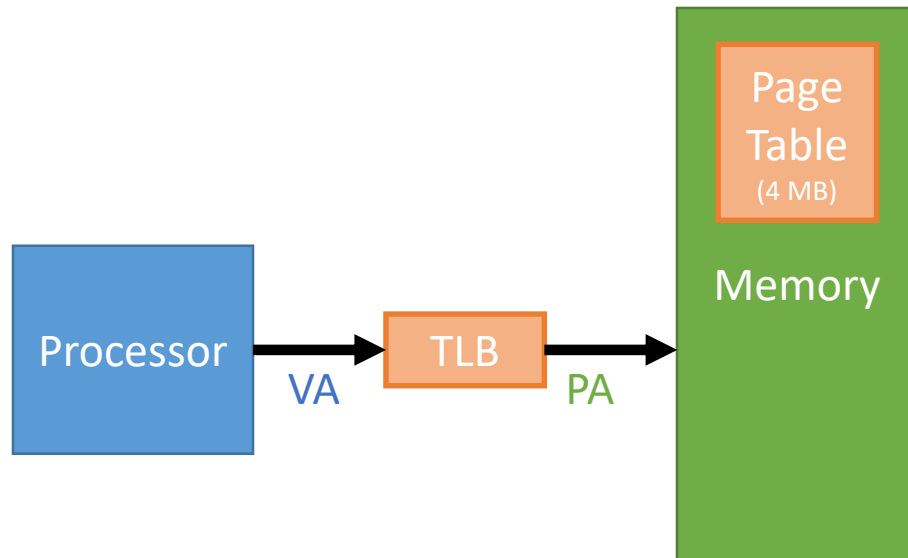 Page
Table
(4 MB)
Memory
Processor
TLB
VA
PA